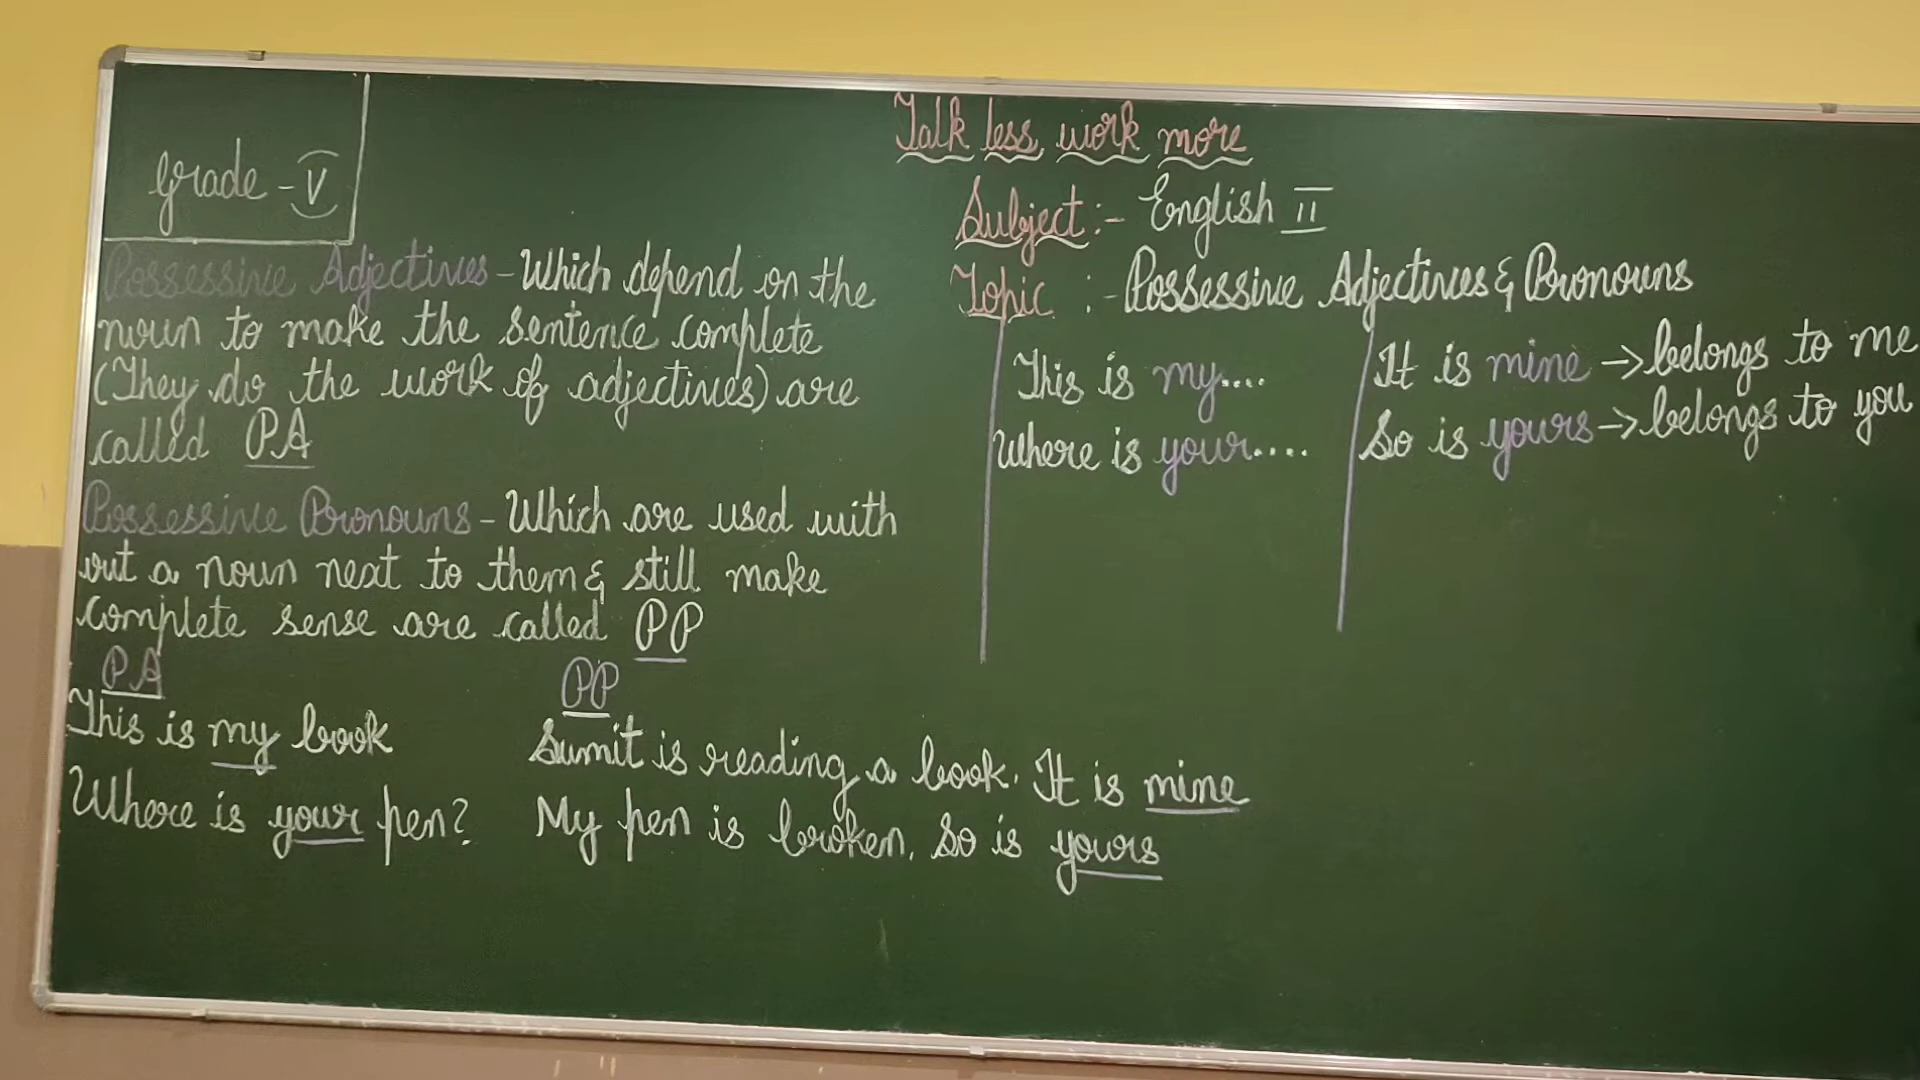 Talk less, work more
Grade - V
Subject :- English II
Topic :- Possessive Adjectives & Pronouns
Possessive Adjectives - Which depend on the
noun to make the sentence complete
(They do the work of adjectives) are
called PA
Possessive Pronouns - Which are used with
out a noun next to them & still make
complete sense are called PP
PA
This is my book
Where is your pen?
PP
Sumit is reading a book. It is mine
My pen is broken. So is yours
This is my....
Where is your....
It is mine → belongs to me
So is yours → belongs to you